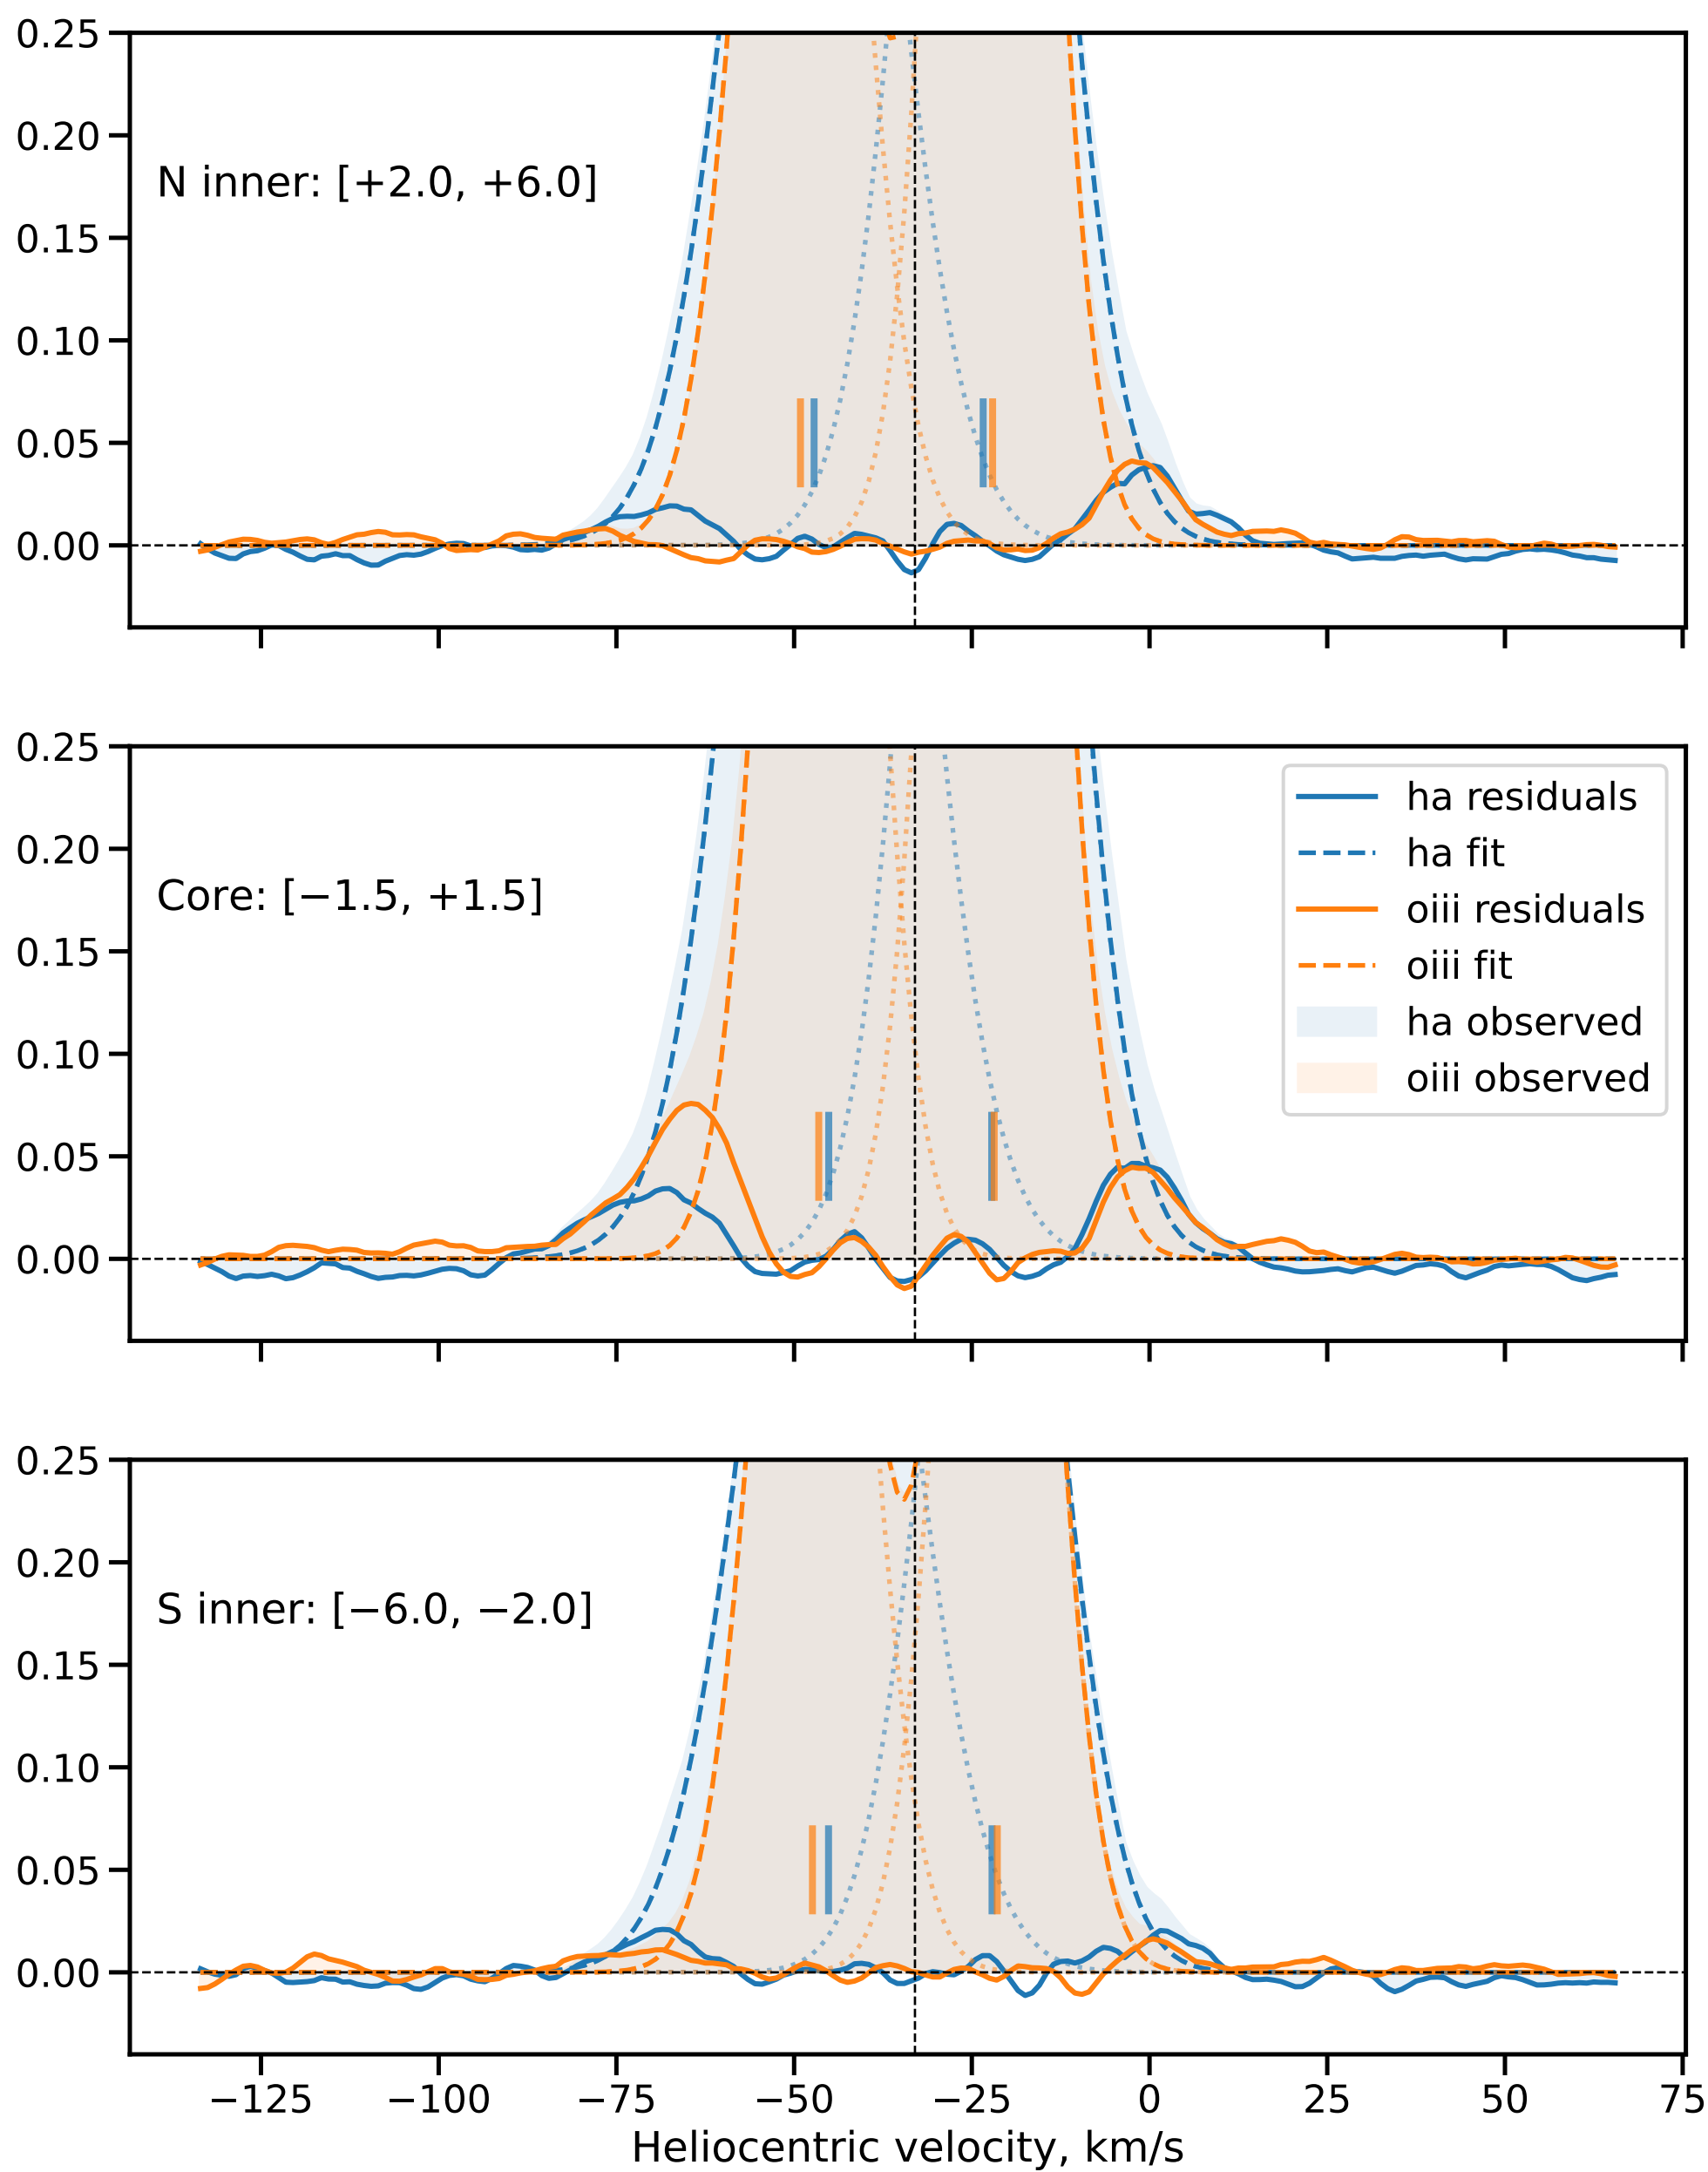 0.25
0.20
0.15
0.10
0.05
0.00
N inner: [+2.0, +6.0]
0.25
0.20
0.15
0.10
0.05
0.00
Core: [−1.5, +1.5]
ha residuals
ha fit
oiii residuals
oiii fit
ha observed
oiii observed
0.25
0.20
0.15
0.10
0.05
0.00
S inner: [−6.0, −2.0]
−125 −100 −75 −50 −25 0 25 50 75
Heliocentric velocity, km/s